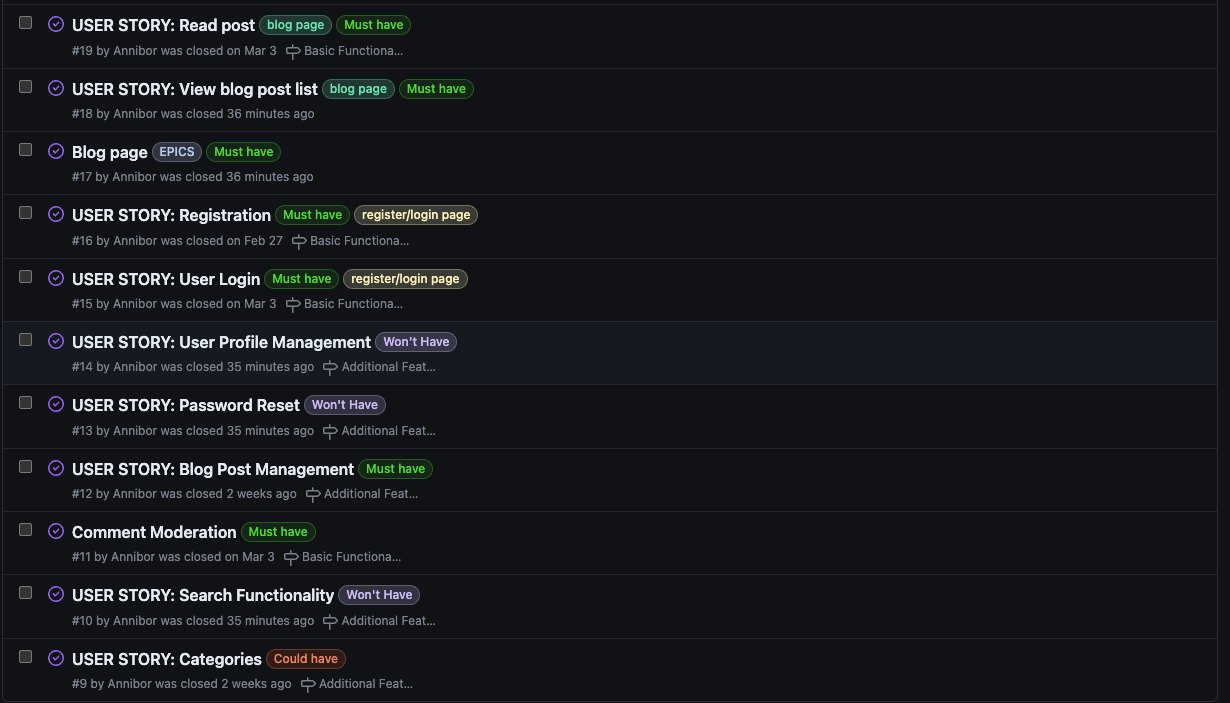 USER STORY: Read post blog page Must have
#19 by Annibor was closed on Mar 3 Basic Functiona...
USER STORY: View blog post list blog page Must have
#18 by Annibor was closed 36 minutes ago
Blog page EPICS Must have
#17 by Annibor was closed 36 minutes ago
USER STORY: Registration Must have register/login page
#16 by Annibor was closed on Feb 27 Basic Functiona...
USER STORY: User Login Must have register/login page
#15 by Annibor was closed on Mar 3 Basic Functiona...
USER STORY: User Profile Management Won't Have
#14 by Annibor was closed 35 minutes ago Additional Feat...
USER STORY: Password Reset Won't Have
#13 by Annibor was closed 35 minutes ago Additional Feat...
USER STORY: Blog Post Management Must have
#12 by Annibor was closed 2 weeks ago Additional Feat...
Comment Moderation Must have
#11 by Annibor was closed on Mar 3 Basic Functiona...
USER STORY: Search Functionality Won't Have
#10 by Annibor was closed 35 minutes ago Additional Feat...
USER STORY: Categories Could have
#9 by Annibor was closed 2 weeks ago Additional Feat...